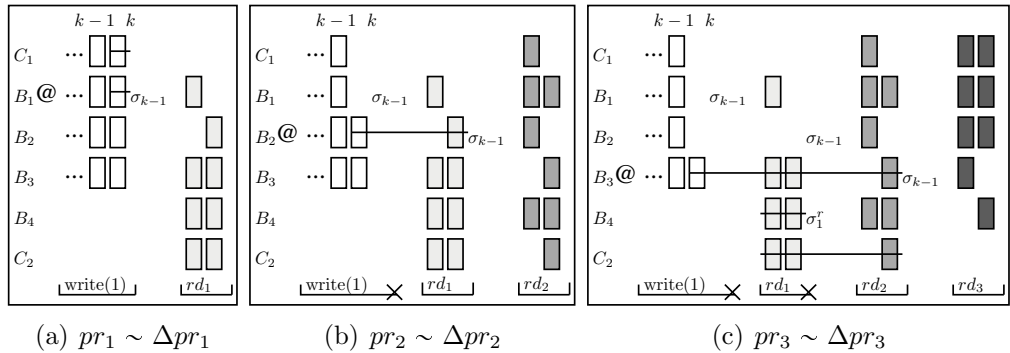 k − 1 k
C₁ ...
B₁@ ... σₖ₋₁
B₂ ...
B₃ ...
B₄
C₂
write(1) rd₁
(a) pr₁ ∼ Δpr₁
k − 1 k
C₁ ...
B₁ ... σₖ₋₁
B₂@ ... σₖ₋₁
B₃ ...
B₄
C₂
write(1) rd₁ rd₂
(b) pr₂ ∼ Δpr₂
k − 1 k
C₁ ...
B₁ ... σₖ₋₁
B₂ ... σₖ₋₁
B₃@ ... σₖ₋₁
B₄ σ₁ʳ
C₂
write(1) rd₁ rd₂ rd₃
(c) pr₃ ∼ Δpr₃